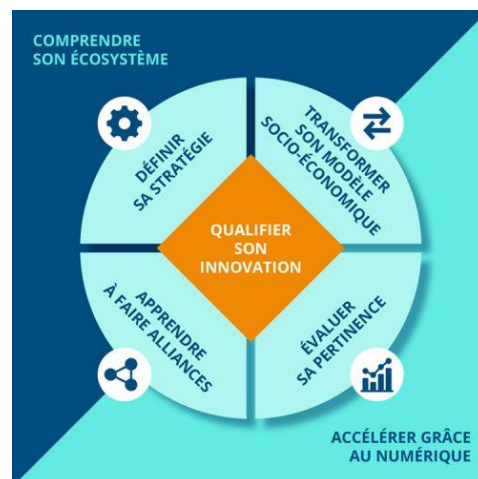 COMPRENDRE
SON ÉCOSYSTÈME
DÉFINIR
SA STRATÉGIE
TRANSFORMER
SON MODÈLE
SOCIO-ÉCONOMIQUE
QUALIFIER
SON
INNOVATION
APPRENDRE
À FAIRE ALLIANCES
ÉVALUER
SA PERTINENCE
ACCÉLÉRER GRÂCE
AU NUMÉRIQUE